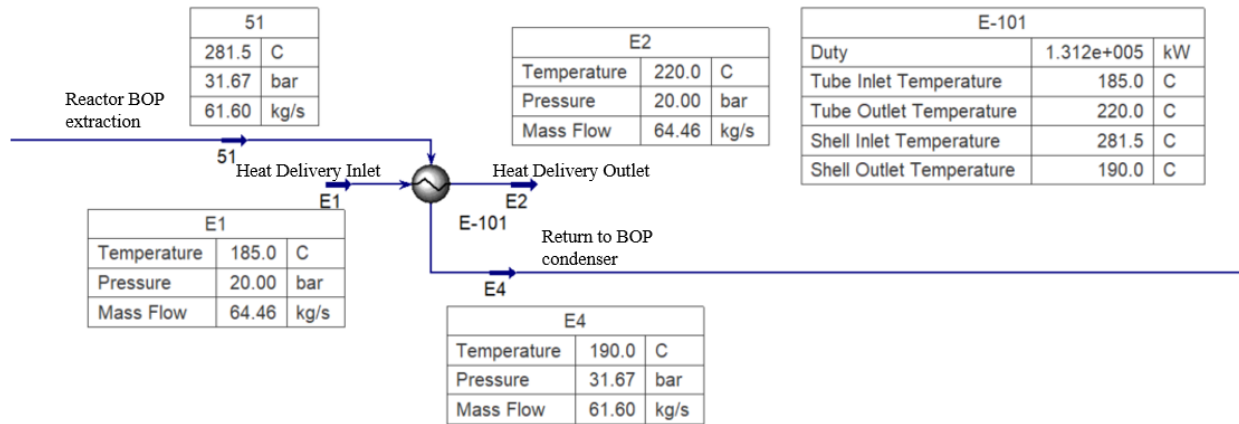 51
281.5 C
31.67 bar
61.60 kg/s
E2
Temperature 220.0 C
Pressure 20.00 bar
Mass Flow 64.46 kg/s
E-101
Duty 1.312e+005 kW
Tube Inlet Temperature 185.0 C
Tube Outlet Temperature 220.0 C
Shell Inlet Temperature 281.5 C
Shell Outlet Temperature 190.0 C
Reactor BOP
extraction
51
Heat Delivery Inlet
E1
Heat Delivery Outlet
E2
E-101
E1
Temperature 185.0 C
Pressure 20.00 bar
Mass Flow 64.46 kg/s
Return to BOP
condenser
E4
E4
Temperature 190.0 C
Pressure 31.67 bar
Mass Flow 61.60 kg/s